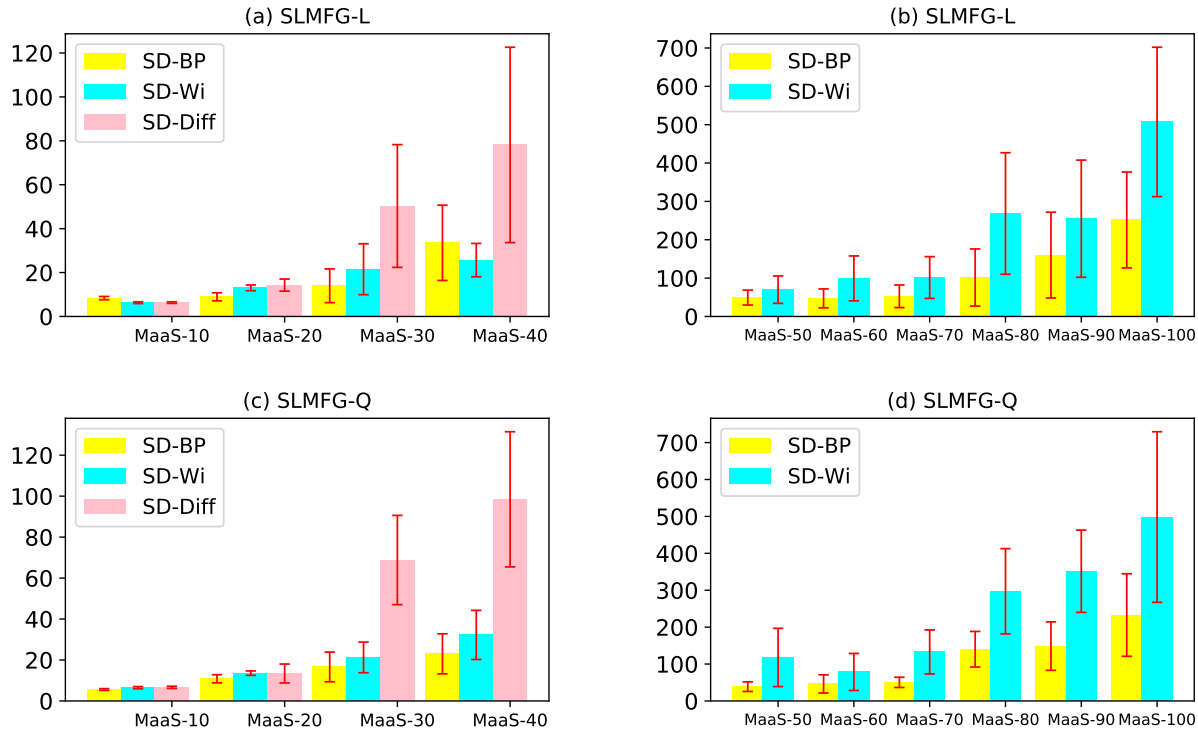 (a) SLMFG-L
120
100
80
60
40
20
0
SD-BP
SD-Wi
SD-Diff
MaaS-10 MaaS-20 MaaS-30 MaaS-40
(b) SLMFG-L
700
600
500
400
300
200
100
0
SD-BP
SD-Wi
MaaS-50 MaaS-60 MaaS-70 MaaS-80 MaaS-90 MaaS-100
(c) SLMFG-Q
120
100
80
60
40
20
0
SD-BP
SD-Wi
SD-Diff
MaaS-10 MaaS-20 MaaS-30 MaaS-40
(d) SLMFG-Q
700
600
500
400
300
200
100
0
SD-BP
SD-Wi
MaaS-50 MaaS-60 MaaS-70 MaaS-80 MaaS-90 MaaS-100